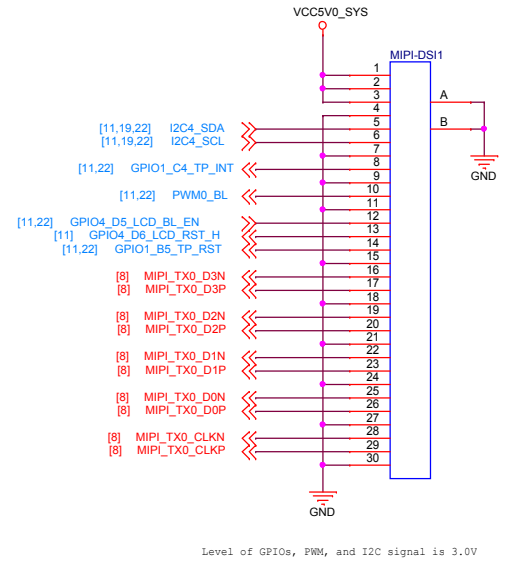 VCC5V0_SYS
MIPI-DSI1
1
2
3
A
4
[11,19,22] I2C4_SDA 5
B
[11,19,22] I2C4_SCL 6
7
[11,22] GPIO1_C4_TP_INT 8
9
GND
[11,22] PWM0_BL 10
11
[11,22] GPIO4_D5_LCD_BL_EN 12
[11] GPIO4_D6_LCD_RST_H 13
[11,22] GPIO1_B5_TP_RST 14
15
[8] MIPI_TX0_D3N 16
[8] MIPI_TX0_D3P 17
18
[8] MIPI_TX0_D2N 19
[8] MIPI_TX0_D2P 20
21
[8] MIPI_TX0_D1N 22
[8] MIPI_TX0_D1P 23
24
[8] MIPI_TX0_D0N 25
[8] MIPI_TX0_D0P 26
27
[8] MIPI_TX0_CLKN 28
[8] MIPI_TX0_CLKP 29
30
GND
Level of GPIOs, PWM, and I2C signal is 3.0V